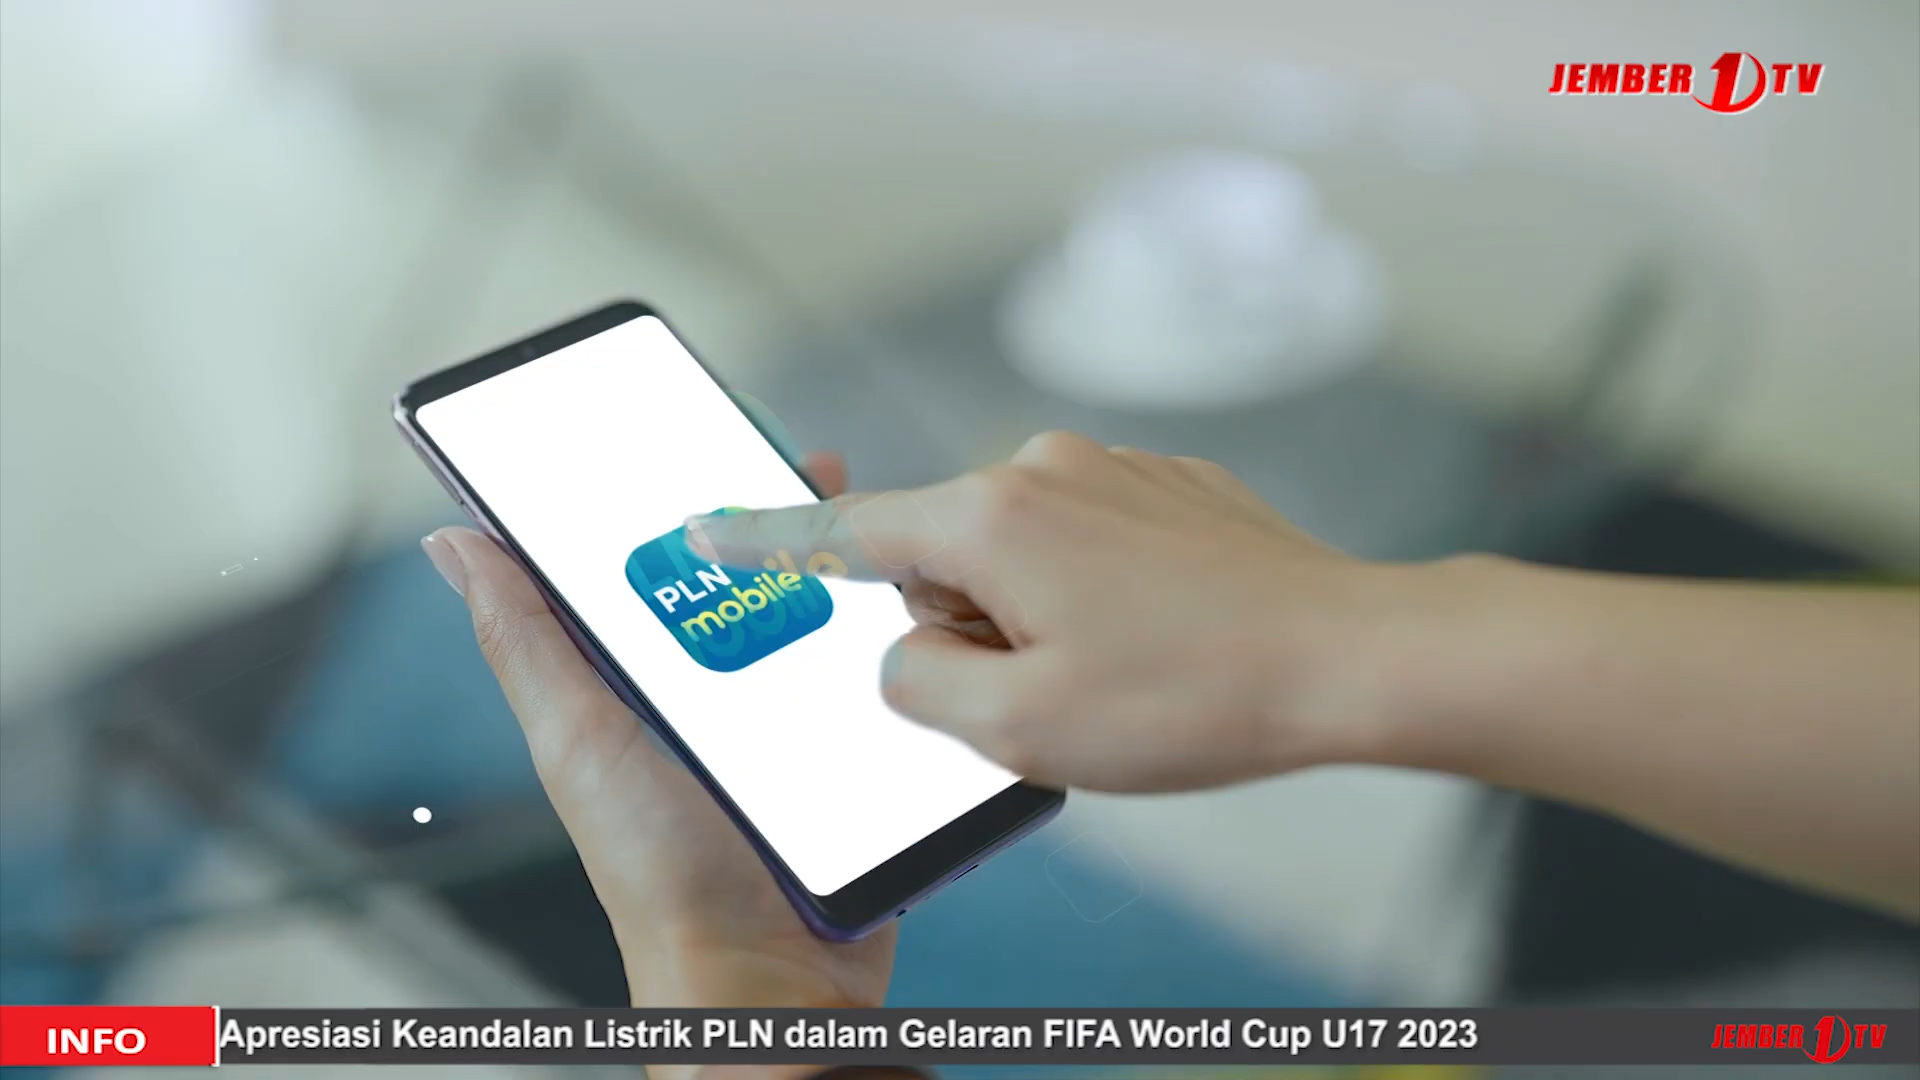 JEMBER 1 TV
PLN
mobile
INFO
Apresiasi Keandalan Listrik PLN dalam Gelaran FIFA World Cup U17 2023
JEMBER 1 TV